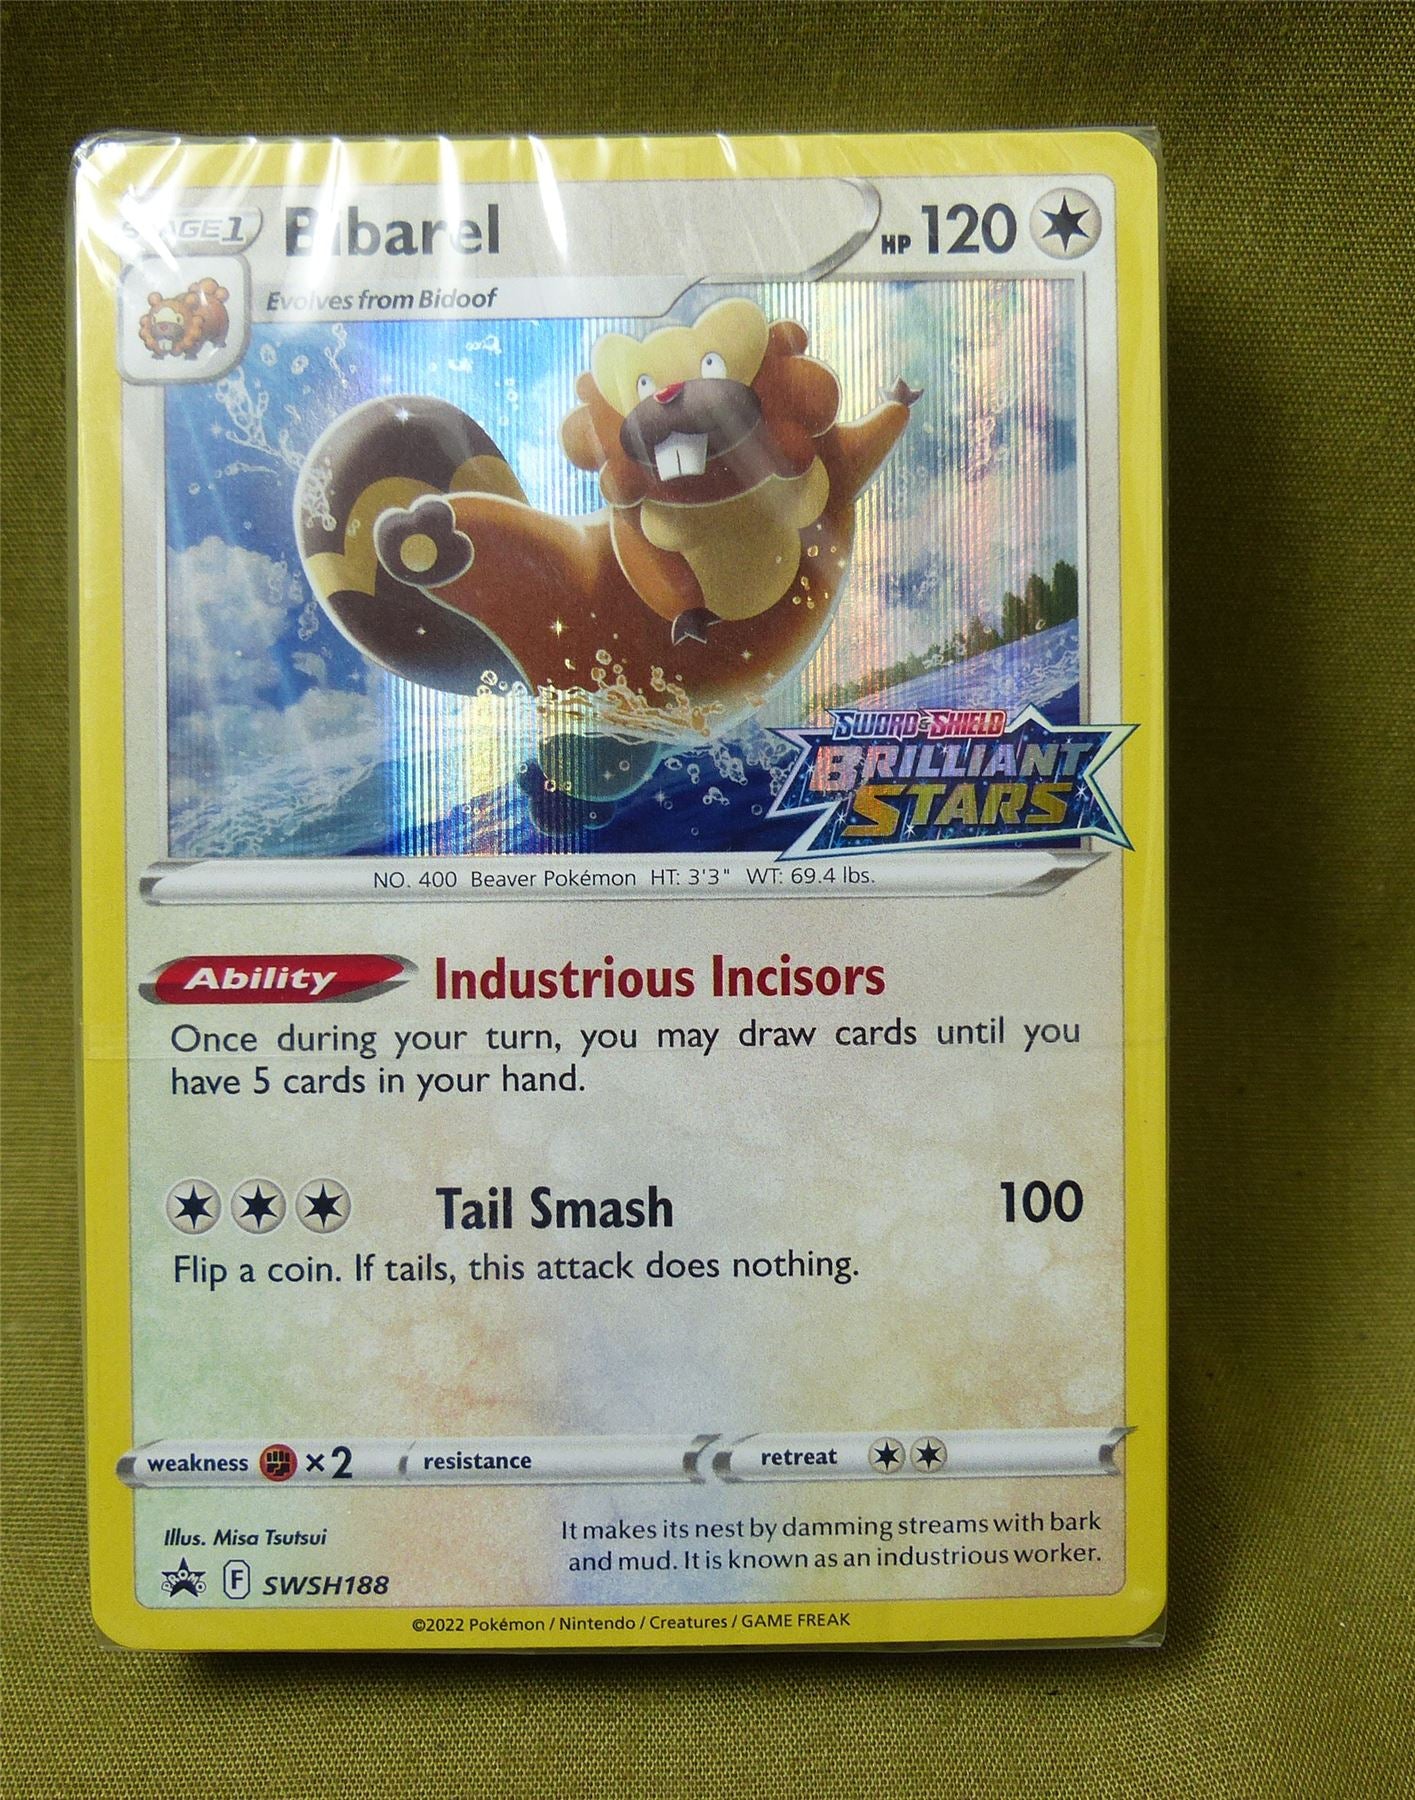 STAGE 1 Bibarel HP 120
Evolves from Bidoof
SWORD & SHIELD
BRILLIANT
STARS
NO. 400 Beaver Pokémon HT: 3'3" WT: 69.4 lbs.
Ability Industrious Incisors
Once during your turn, you may draw cards until you
have 5 cards in your hand.
Tail Smash 100
Flip a coin. If tails, this attack does nothing.
weakness ×2 resistance retreat
Illus. Misa Tsutsui
It makes its nest by damming streams with bark
and mud. It is known as an industrious worker.
PROMO F SWSH188
©2022 Pokémon / Nintendo / Creatures / GAME FREAK